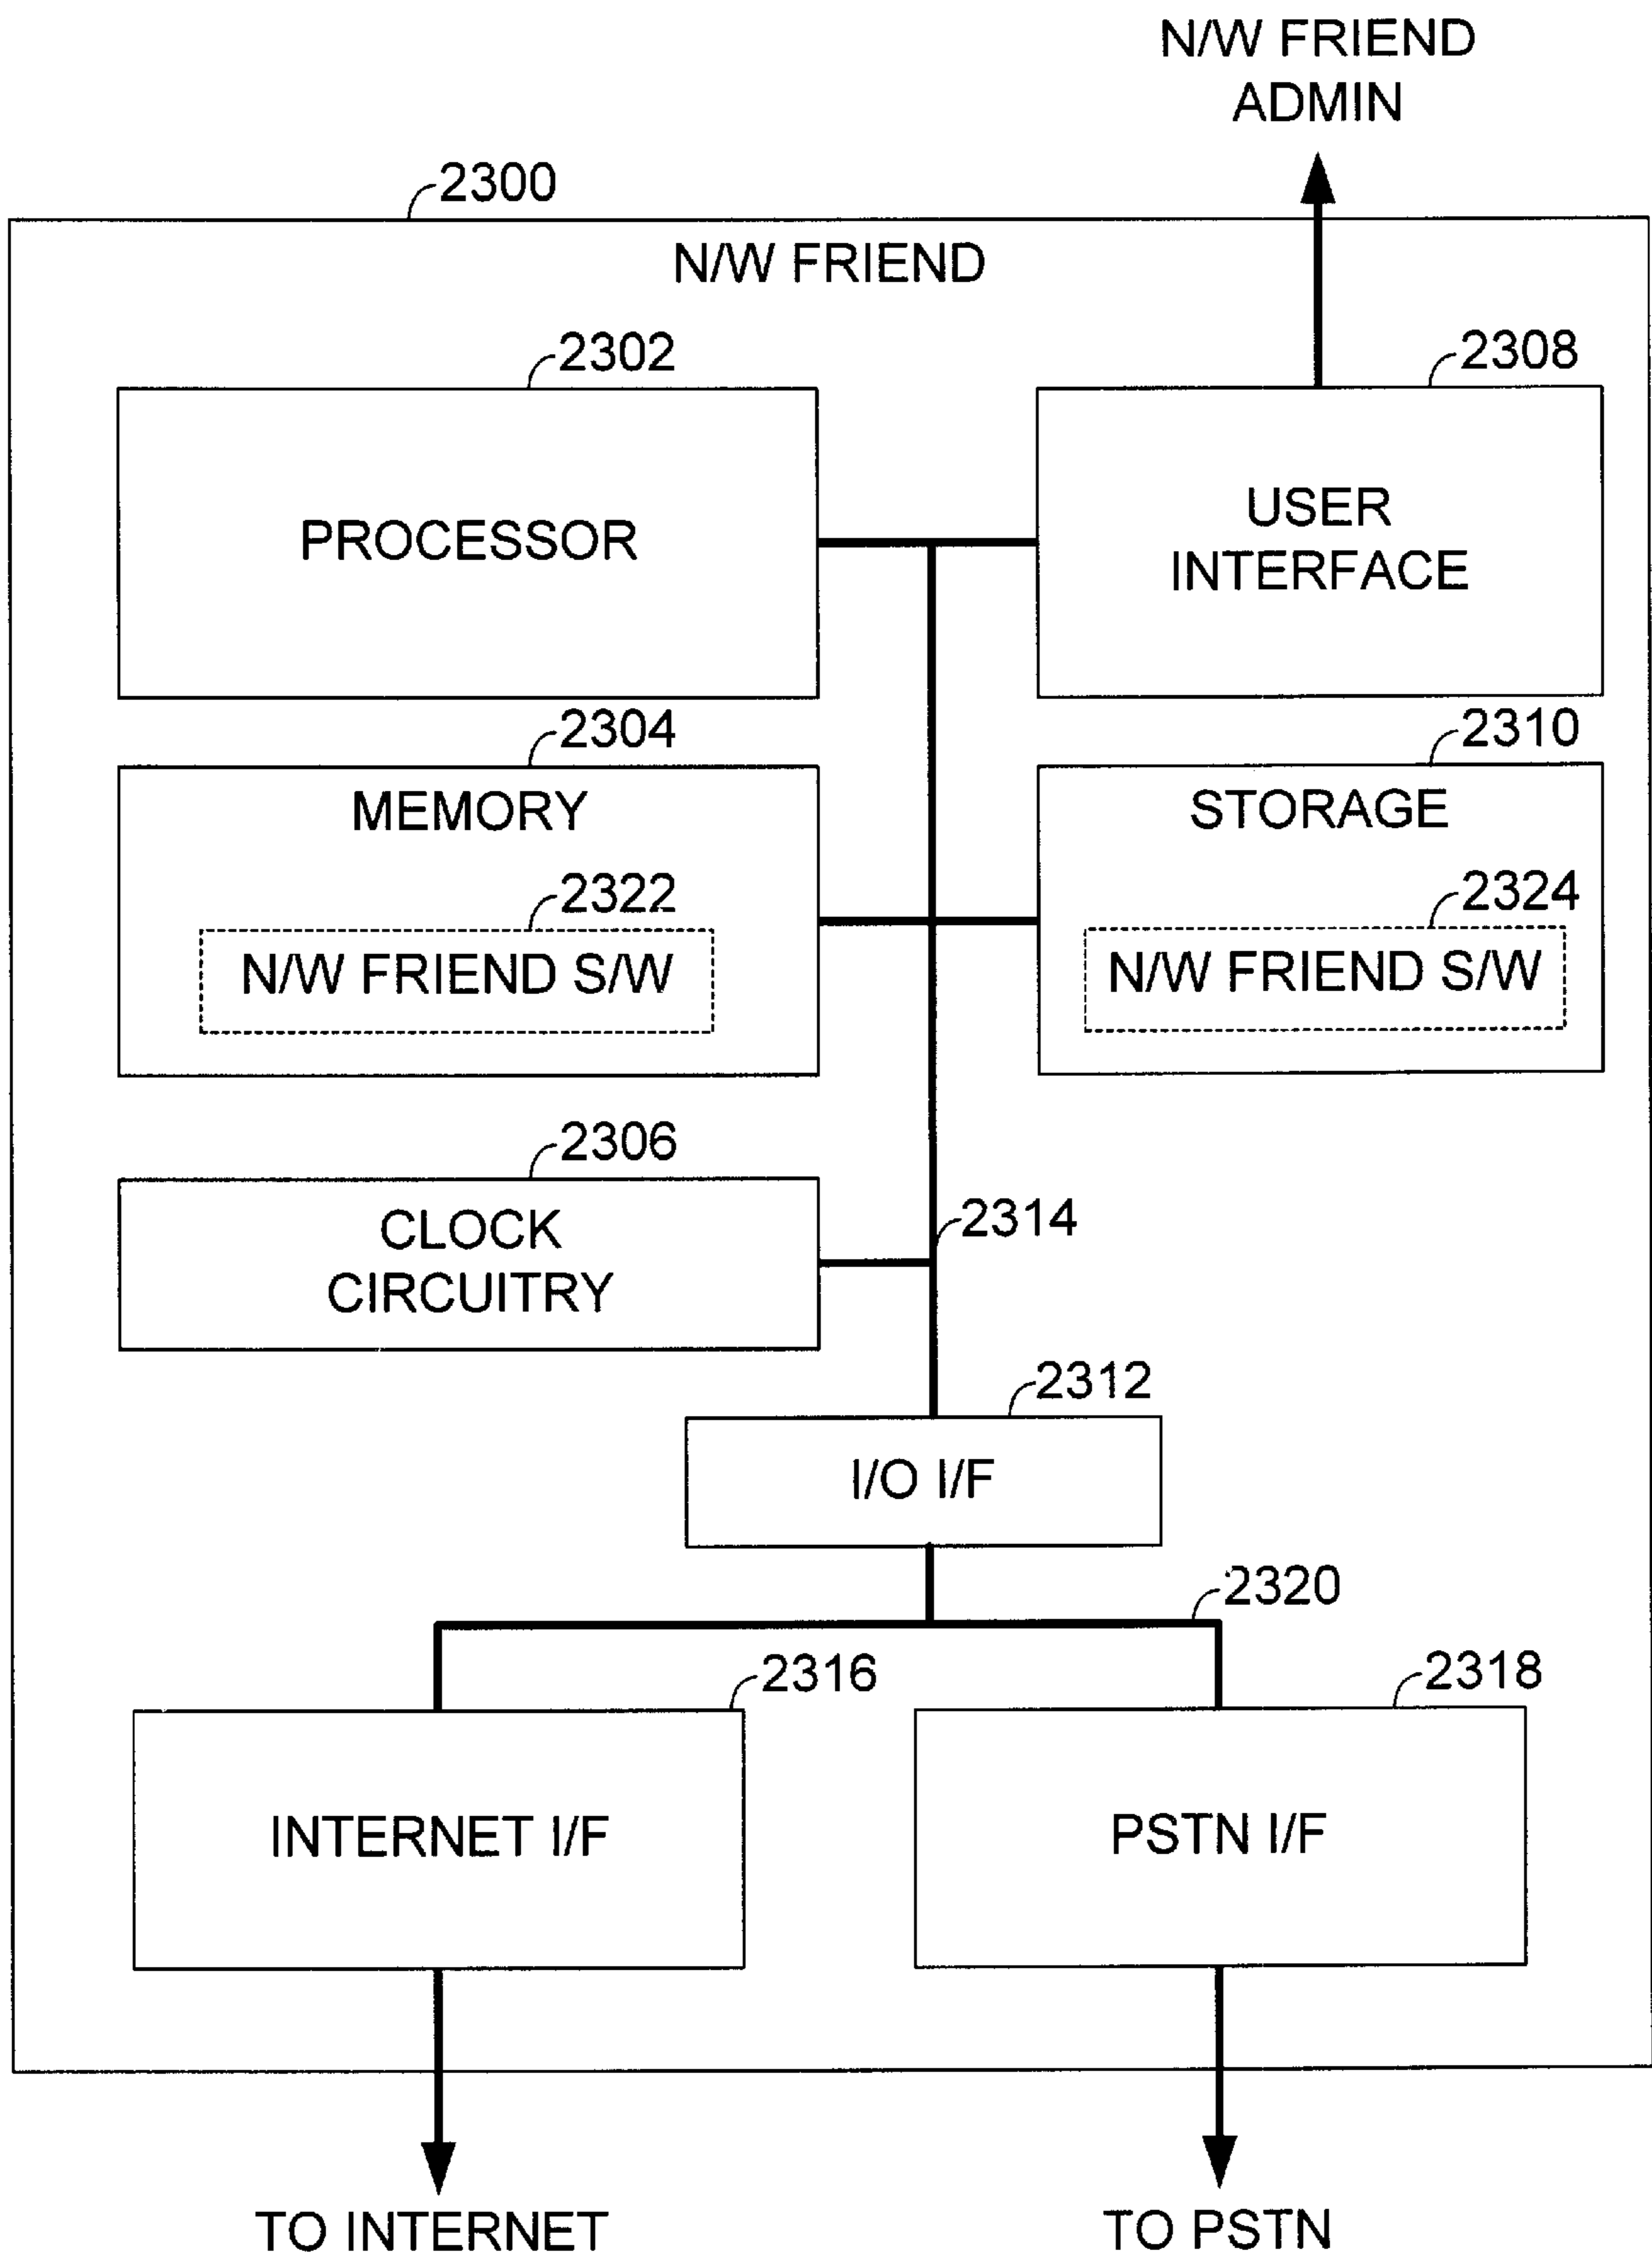 N/W FRIEND
ADMIN
2300
N/W FRIEND
2302
2308
PROCESSOR
USER
INTERFACE
2304
2310
MEMORY
STORAGE
2322
2324
N/W FRIEND S/W
N/W FRIEND S/W
2306
CLOCK
CIRCUITRY
2314
2312
I/O I/F
2320
2316
2318
INTERNET I/F
PSTN I/F
TO INTERNET
TO PSTN